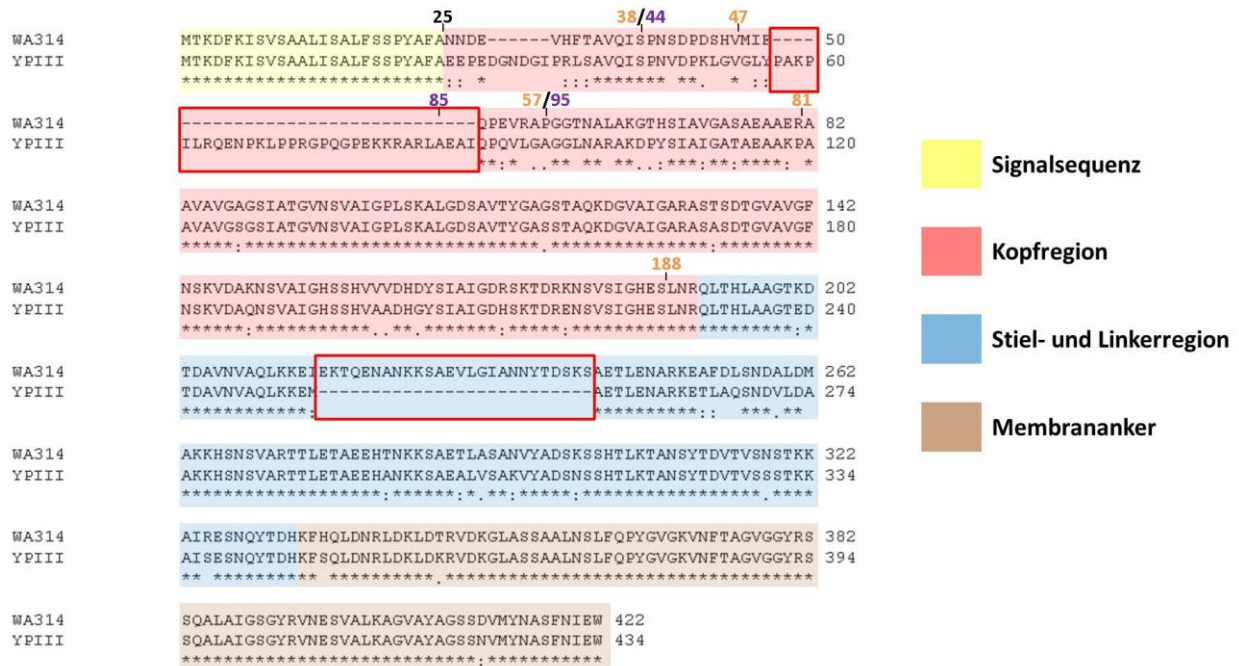 25 38/44 47
WA314 MTKDFKISVSAALISALFSSPYAFANNDE------VHFTAVQISPNSDPDSHVMIF---- 50
YPIII MTKDFKISVSAALISALFSSPYAFAEEPEDGNDGIPRLSAVQISPNVDPKLGVGLYPAKP 60
*************************:: * :::******* **. * ::
85 57/95 81
WA314 ----------------------------QPEVRAPGGTNALAKGTHSIAVGASAEAAERA 82
YPIII ILRQENPKLPPRGPQGPEKKRARLAEAIQPQVLGAGGLNARAKDPYSIAIGATAEAAKPA 120
**:* .. ** ** **..:***:**:****: *
WA314 AVAVGAGSIATGVNSVAIGPLSKALGDSAVTYGAGSTAQKDGVAIGARASTSDTGVAVGF 142
YPIII AVAVGSGSIATGVNSVAIGPLSKALGDSAVTYGASSTAQKDGVAIGARASASDTGVAVGF 180
*****:****************************.***************:*********
WA314 NSKVDAKNSVAIGHSSHVVVDHDYSIAIGDRSKTDRKNSVSIGHESLNRQLTHLAAGTKD 202
YPIII NSKVDAQNSVAIGHSSHVAADHGYSIAIGDHSKTDRENSVSIGHESLNRQLTHLAAGTED 240
******:***********..**.*******:*****:*********************:*
188
WA314 TDAVNVAQLKKEIEKTQENANKKSAEVLGIANNYTDSKSAETLENARKEAFDLSNDALDM 262
YPIII TDAVNVAQLKKEM--------------------------AETLENARKETLAQSNDVLDA 274
************: **********:: ***.**
WA314 AKKHSNSVARTTLETAEEHTNKKSAETLASANVYADSKSSHTLKTANSYTDVTVSNSTKK 322
YPIII AKKHSNSVARTTLETAEEHANKKSAEALVSAKVYADSNSSHTLKTANSYTDVTVSSSTKK 334
*******************:******:*.**:*****:*****************.****
WA314 AIRESNQYTDHKFHQLDNRLDKLDTRVDKGLASSAALNSLFQPYGVGKVNFTAGVGGYRS 382
YPIII AISESNQYTDHKFSQLDNRLDKLDKRVDKGLASSAALNSLFQPYGVGKVNFTAGVGGYRS 394
** ********** **********.***********************************
WA314 SQALAIGSGYRVNESVALKAGVAYAGSSDVMYNASFNIEW 422
YPIII SQALAIGSGYRVNESVALKAGVAYAGSSNVMYNASFNIEW 434
****************************:***********
Signalsequenz
Kopfregion
Stiel- und Linkerregion
Membrananker